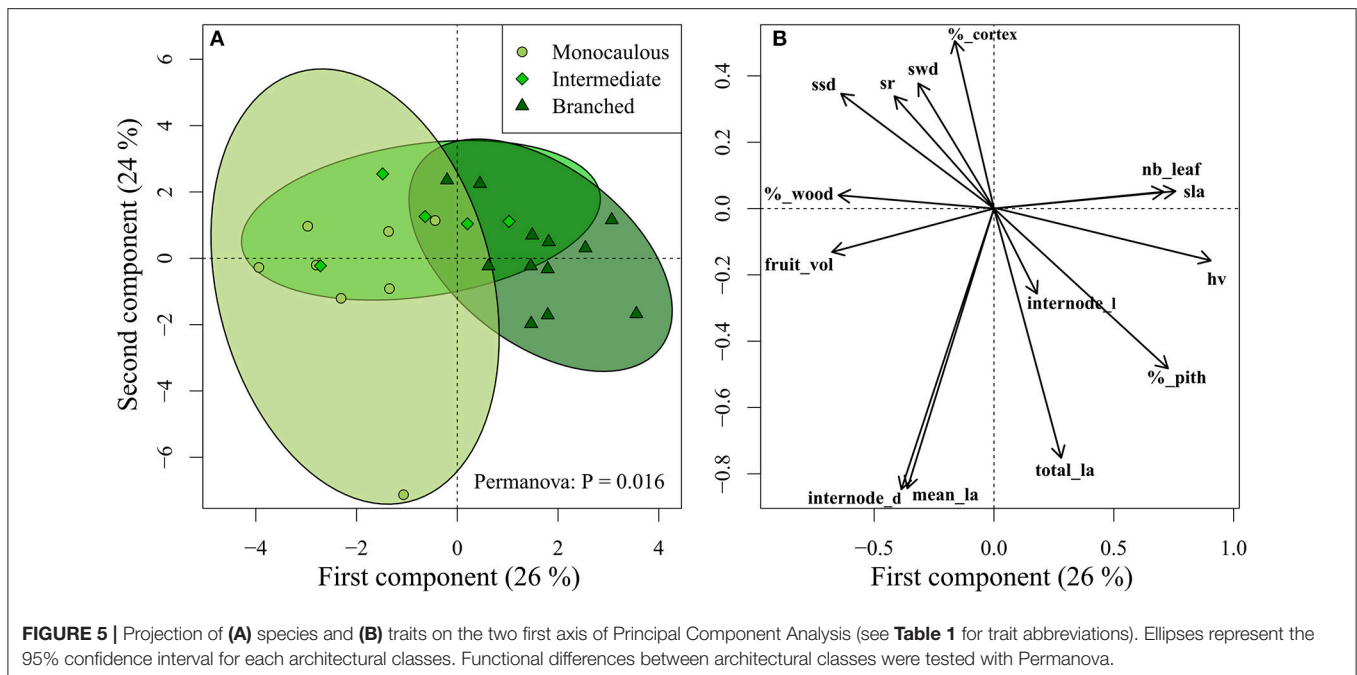 A
Monocaulous
Intermediate
Branched
6
4
2
0
−2
−4
−6
Second component (24 %)
Permanova: P = 0.016
−4 −2 0 2 4
First component (26 %)
B
%_cortex
swd
sr
ssd
nb_leaf
sla
%_wood
fruit_vol
hv
internode_l
%_pith
total_la
internode_d mean_la
0.4
0.2
0.0
−0.2
−0.4
−0.6
−0.8
−0.5 0.0 0.5 1.0
First component (26 %)
FIGURE 5 | Projection of (A) species and (B) traits on the two first axis of Principal Component Analysis (see Table 1 for trait abbreviations). Ellipses represent the
95% confidence interval for each architectural classes. Functional differences between architectural classes were tested with Permanova.